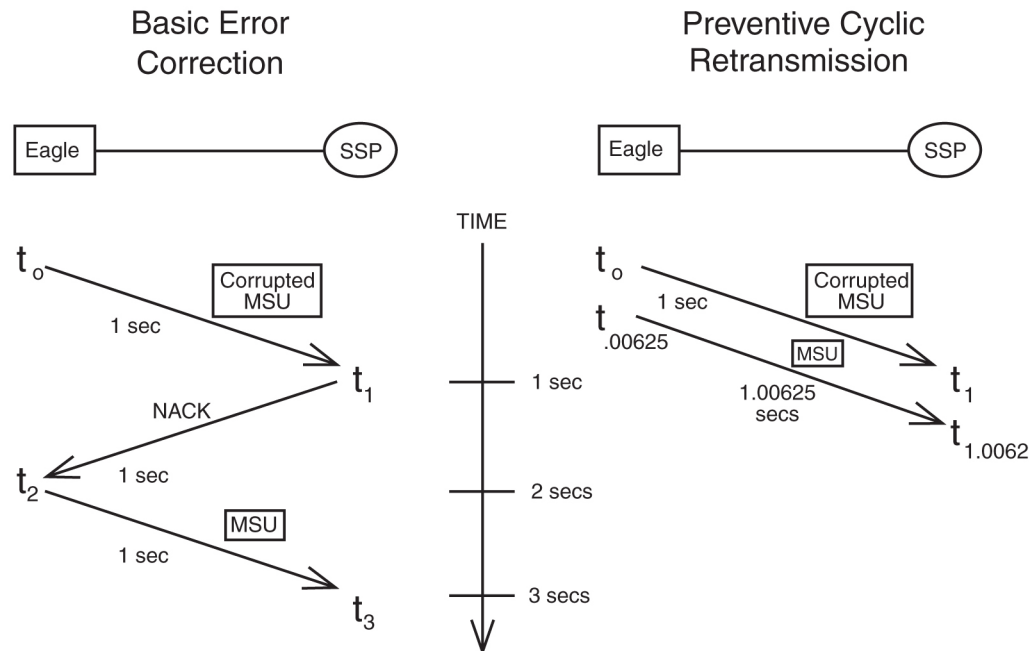 Basic Error
Correction
Eagle
SSP
t o
Corrupted
MSU
1 sec
t 1
NACK
1 sec
t 2
MSU
1 sec
t 3
TIME
1 sec
2 secs
3 secs
Preventive Cyclic
Retransmission
Eagle
SSP
t o
Corrupted
MSU
1 sec
t .00625
MSU
t 1
1.00625
secs
t 1.0062